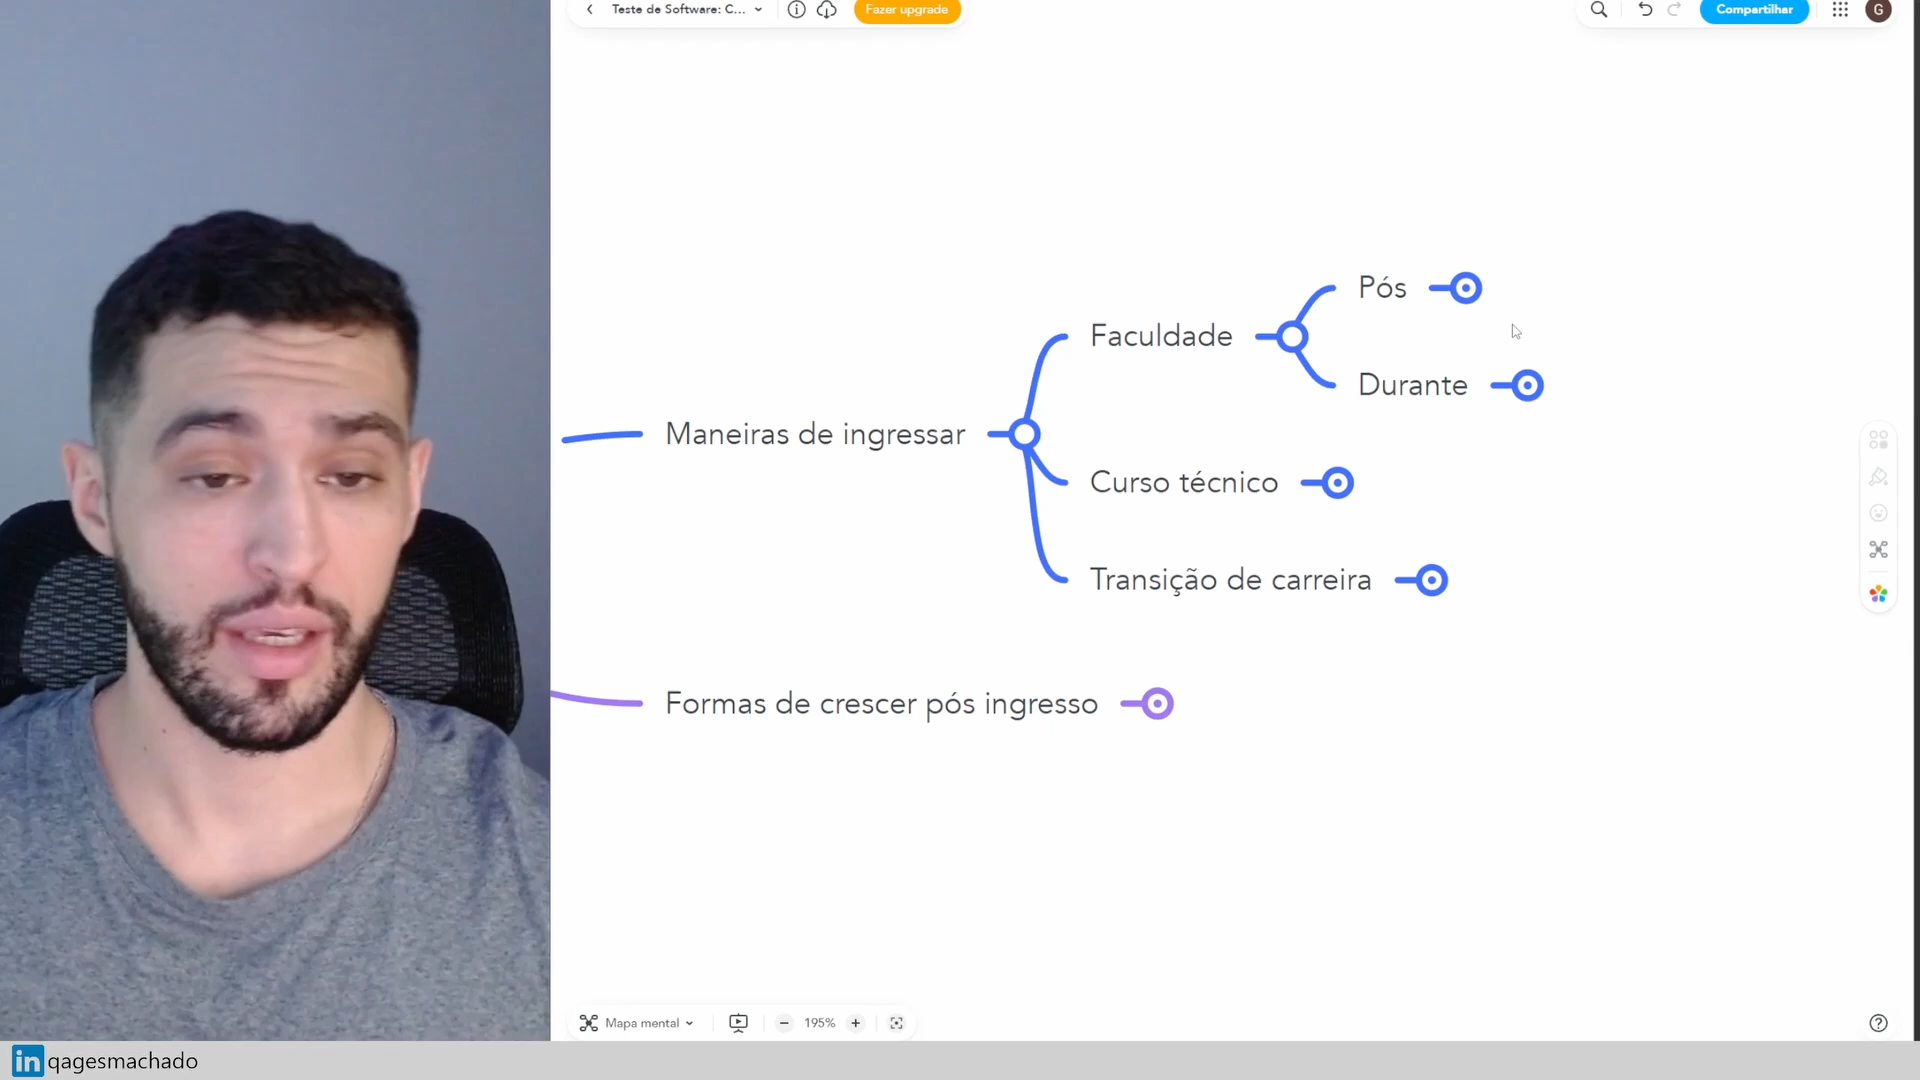 Teste de Software: C...
Fazer upgrade
Compartilhar
G
Pós
Faculdade
Durante
Maneiras de ingressar
Curso técnico
Transição de carreira
Formas de crescer pós ingresso
Mapa mental
195%
in qagesmachado